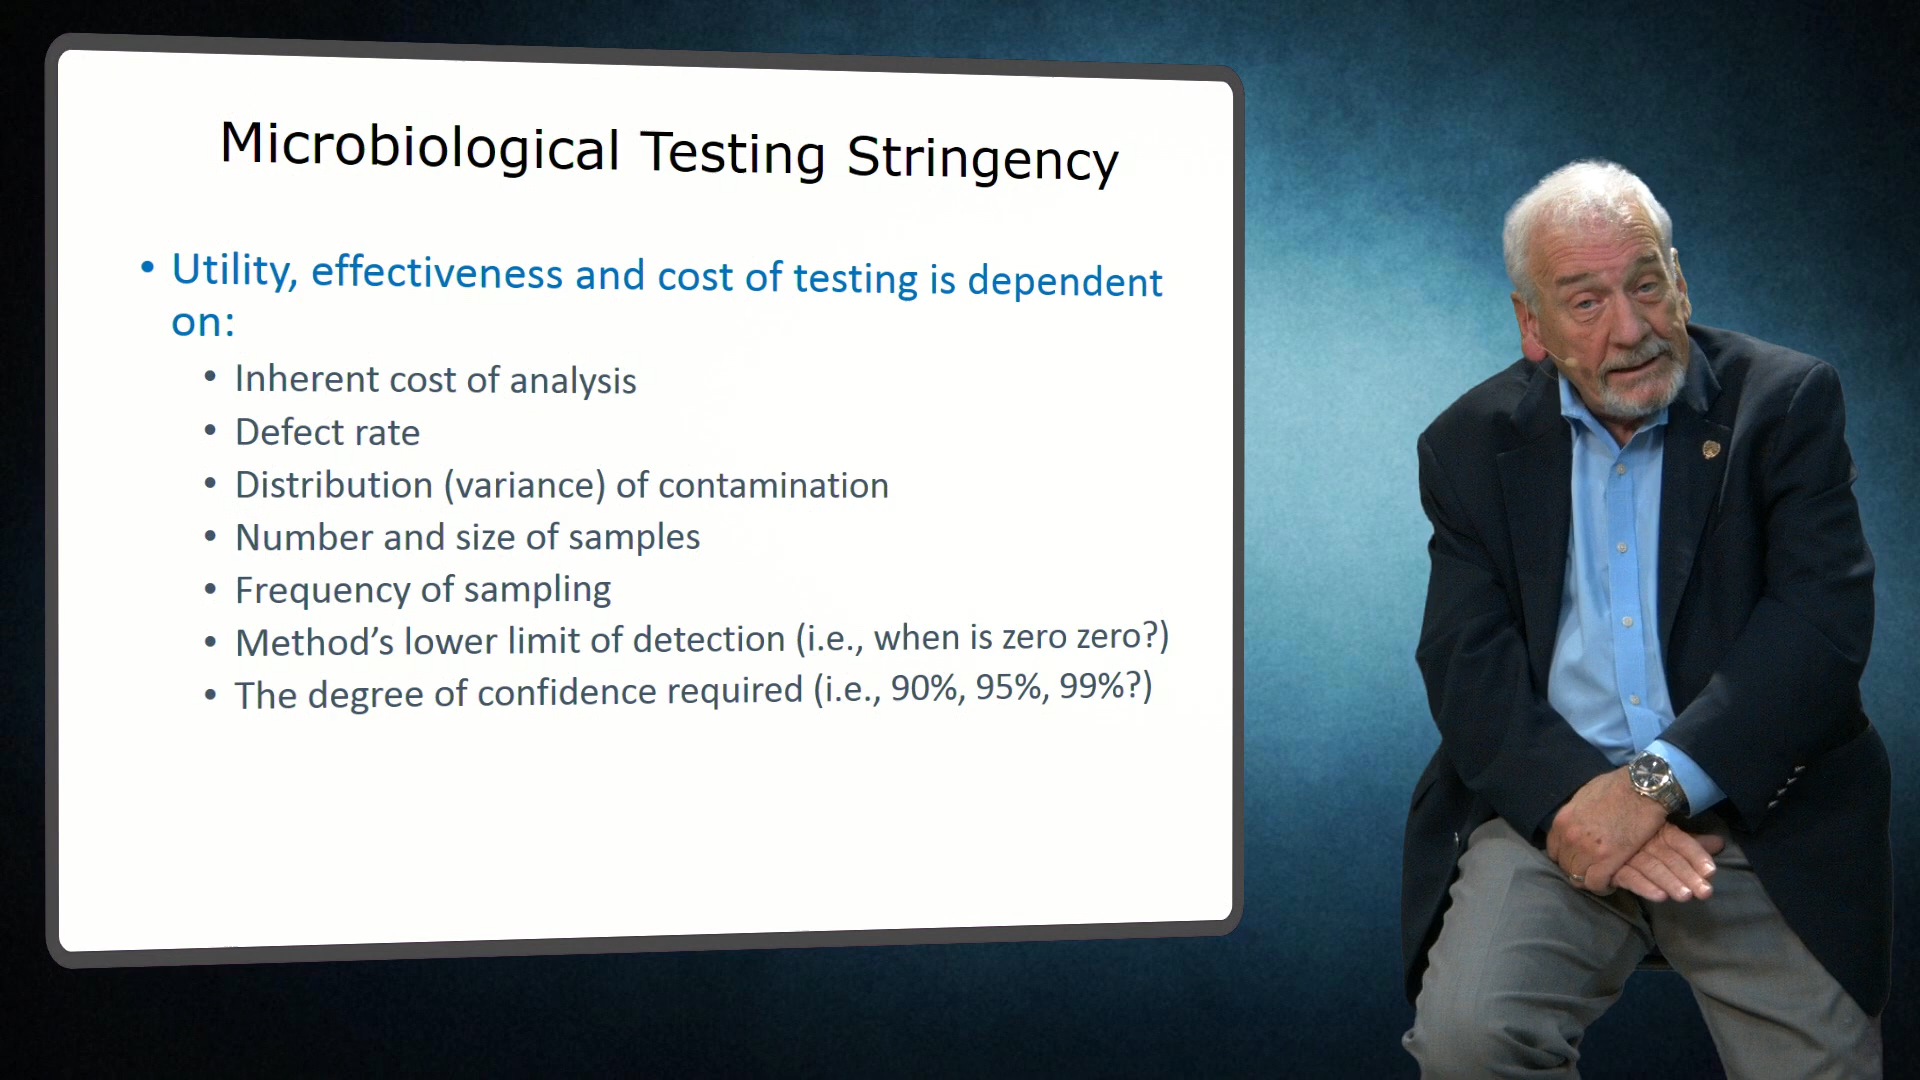 Microbiological Testing Stringency
• Utility, effectiveness and cost of testing is dependent
on:
• Inherent cost of analysis
• Defect rate
• Distribution (variance) of contamination
• Number and size of samples
• Frequency of sampling
• Method’s lower limit of detection (i.e., when is zero zero?)
• The degree of confidence required (i.e., 90%, 95%, 99%?)